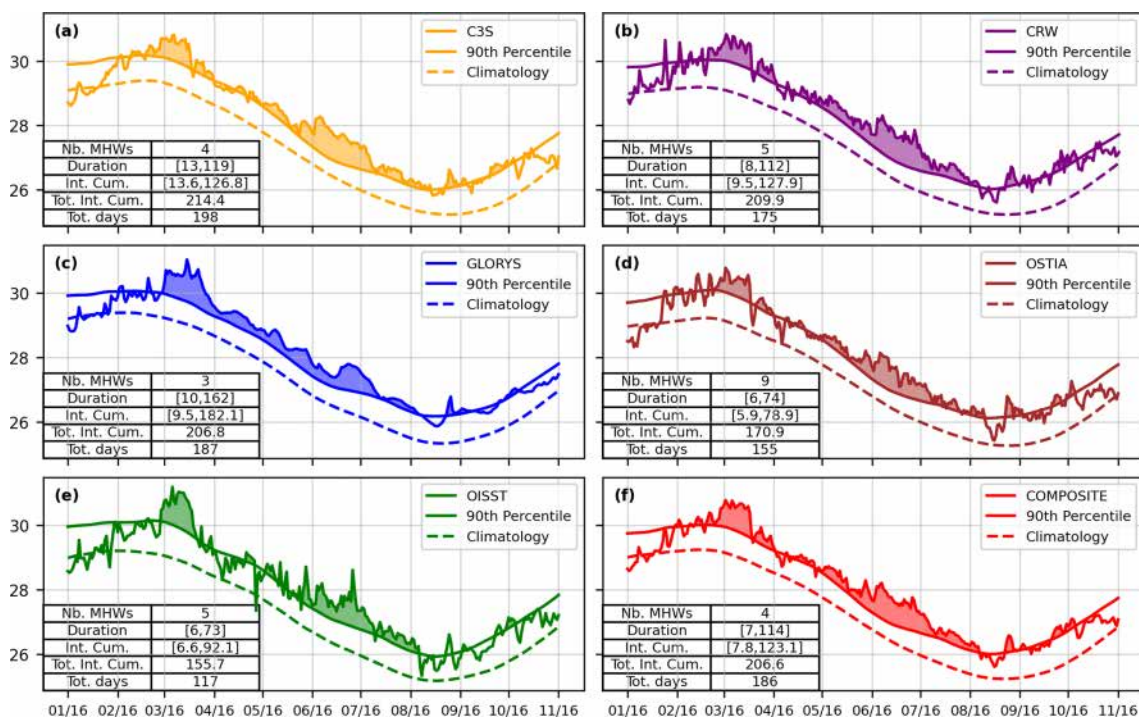 (a)
C3S
90th Percentile
Climatology
30
28
26
Nb. MHWs 4
Duration [13,119]
Int. Cum. [13.6,126.8]
Tot. Int. Cum. 214.4
Tot. days 198
(b)
CRW
90th Percentile
Climatology
Nb. MHWs 5
Duration [8,112]
Int. Cum. [9.5,127.9]
Tot. Int. Cum. 209.9
Tot. days 175
(c)
GLORYS
90th Percentile
Climatology
30
28
26
Nb. MHWs 3
Duration [10,162]
Int. Cum. [9.5,182.1]
Tot. Int. Cum. 206.8
Tot. days 187
(d)
OSTIA
90th Percentile
Climatology
Nb. MHWs 9
Duration [6,74]
Int. Cum. [5.9,78.9]
Tot. Int. Cum. 170.9
Tot. days 155
(e)
OISST
90th Percentile
Climatology
30
28
26
Nb. MHWs 5
Duration [6,73]
Int. Cum. [6.6,92.1]
Tot. Int. Cum. 155.7
Tot. days 117
01/16 02/16 03/16 04/16 05/16 06/16 07/16 08/16 09/16 10/16 11/16
(f)
COMPOSITE
90th Percentile
Climatology
Nb. MHWs 4
Duration [7,114]
Int. Cum. [7.8,123.1]
Tot. Int. Cum. 206.6
Tot. days 186
01/16 02/16 03/16 04/16 05/16 06/16 07/16 08/16 09/16 10/16 11/16